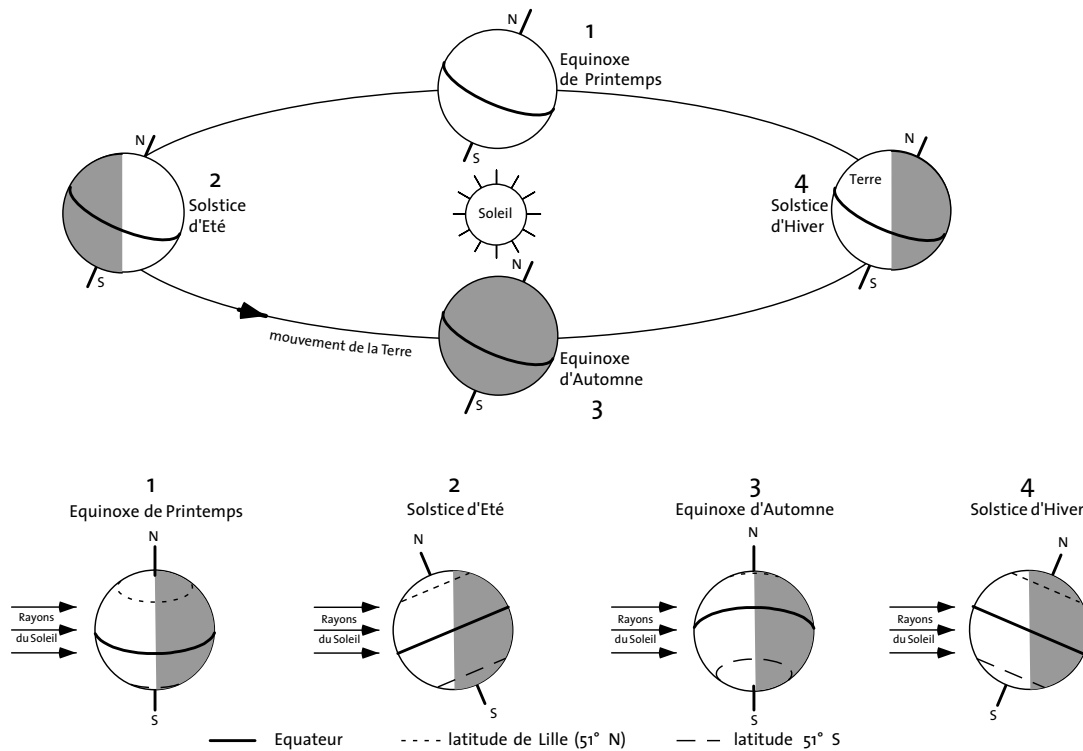 N
1
Equinoxe
de Printemps
S
N
2
Solstice
d'Eté
S
Soleil
4
Solstice
d'Hiver
Terre
N
S
mouvement de la Terre
N
Equinoxe
d'Automne
S
3
1
Equinoxe de Printemps
N
Rayons
du Soleil
S
2
Solstice d'Eté
N
Rayons
du Soleil
S
3
Equinoxe d'Automne
N
Rayons
du Soleil
S
4
Solstice d'Hiver
N
Rayons
du Soleil
S
Equateur
latitude de Lille (51° N)
latitude 51° S